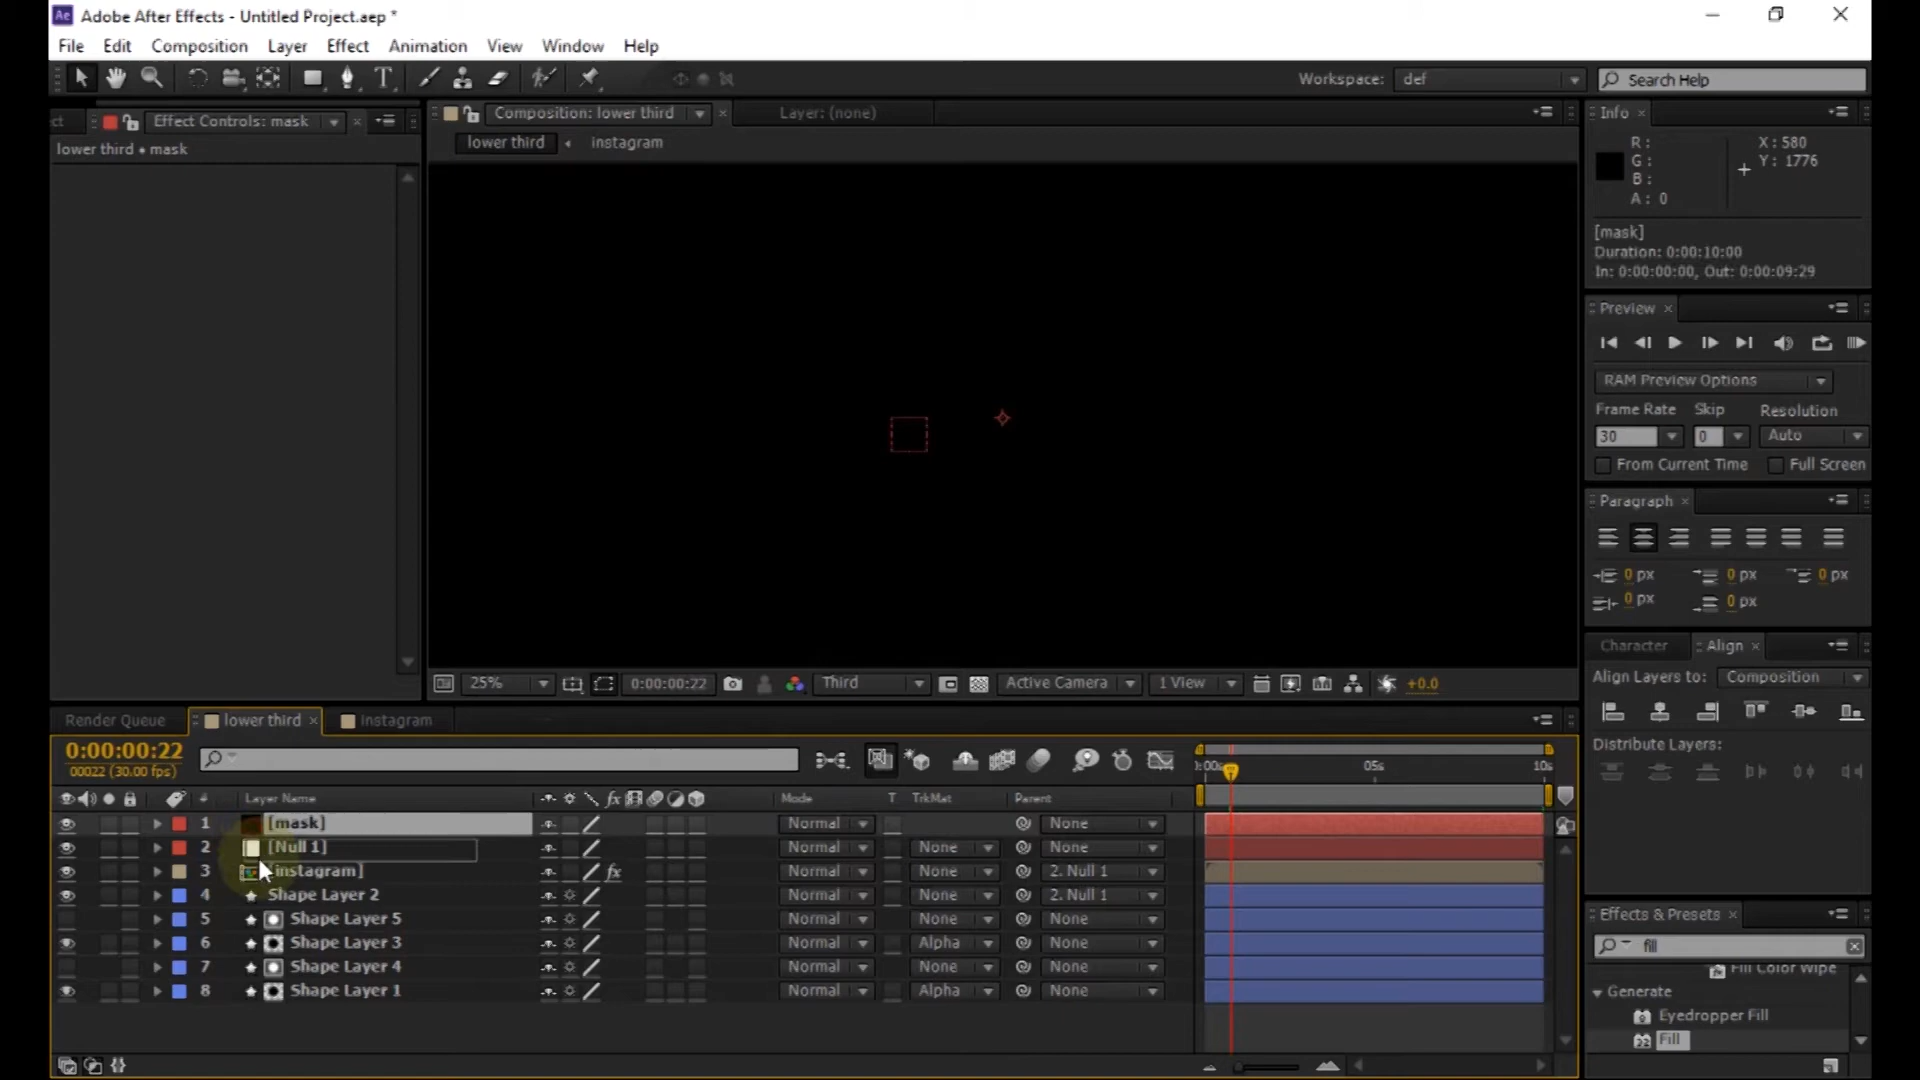 Adobe After Effects - Untitled Project.aep *
File Edit Composition Layer Effect Animation View Window Help
Workspace: def Search Help
Effect Controls: mask
lower third • mask
Composition: lower third Layer: (none)
lower third instagram
Info
R: X: 580
G: Y: 1776
B:
A: 0
[mask]
Duration: 0:00:10:00
In: 0:00:00:00, Out: 0:00:09:29
Preview
RAM Preview Options
Frame Rate Skip Resolution
30 0 Auto
From Current Time Full Screen
Paragraph
0 px 0 px 0 px
0 px 0 px
Character Align
Align Layers to: Composition
Distribute Layers:
25% 0:00:00:22 Third Active Camera 1 View +0.0
Render Queue lower third instagram
0:00:00:22
00022 (30.00 fps)
05s 10s
# Layer Name Mode T TrkMat Parent
1 [mask] Normal None
2 [Null 1] Normal None None
3 [instagram] fx Normal None 2. Null 1
4 Shape Layer 2 Normal None 2. Null 1
5 Shape Layer 5 Normal None None
6 Shape Layer 3 Normal Alpha None
7 Shape Layer 4 Normal None None
8 Shape Layer 1 Normal Alpha None
Effects & Presets
fill
Fill Color Wipe
Generate
Eyedropper Fill
Fill